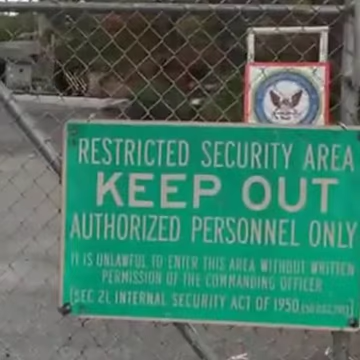 RESTRICTED SECURITY AREA
KEEP OUT
AUTHORIZED PERSONNEL ONLY
IT IS UNLAWFUL TO ENTER THIS AREA WITHOUT WRITTEN
PERMISSION OF THE COMMANDING OFFICER
(SEC 21, INTERNAL SECURITY ACT OF 1950